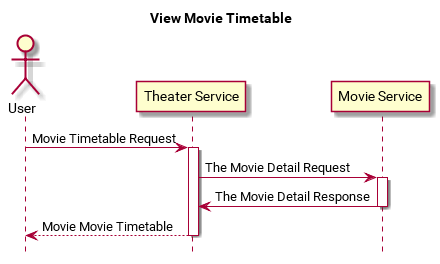 View Movie Timetable
User
Theater Service
Movie Service
Movie Timetable Request
The Movie Detail Request
The Movie Detail Response
Movie Movie Timetable